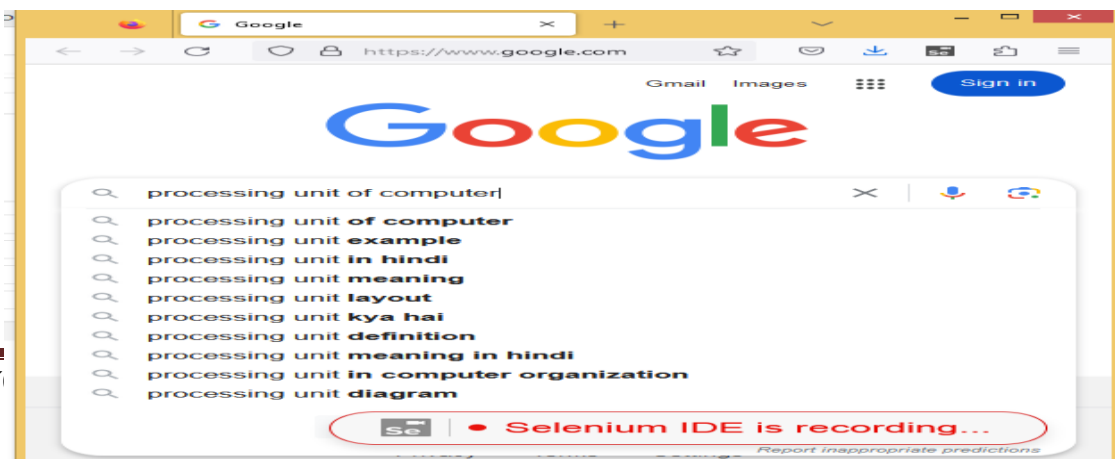 Google
https://www.google.com
Gmail Images
Sign in
Google
processing unit of computer
processing unit of computer
processing unit example
processing unit in hindi
processing unit meaning
processing unit layout
processing unit kya hai
processing unit definition
processing unit meaning in hindi
processing unit in computer organization
processing unit diagram
Se Selenium IDE is recording...
Report inappropriate predictions